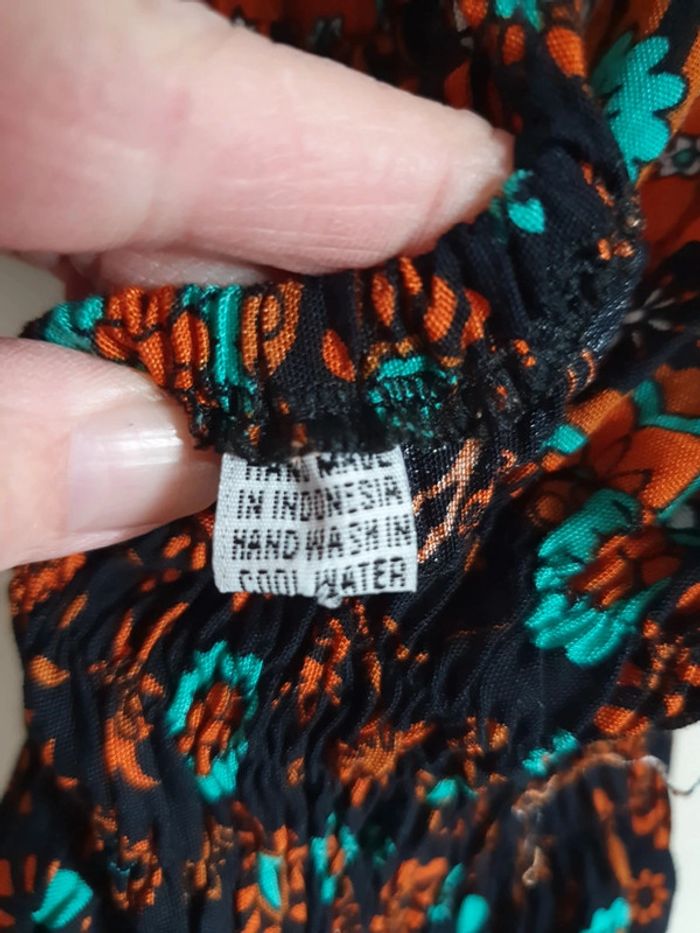 MADE
IN INDONESIA
HAND WASH IN
COOL WATER